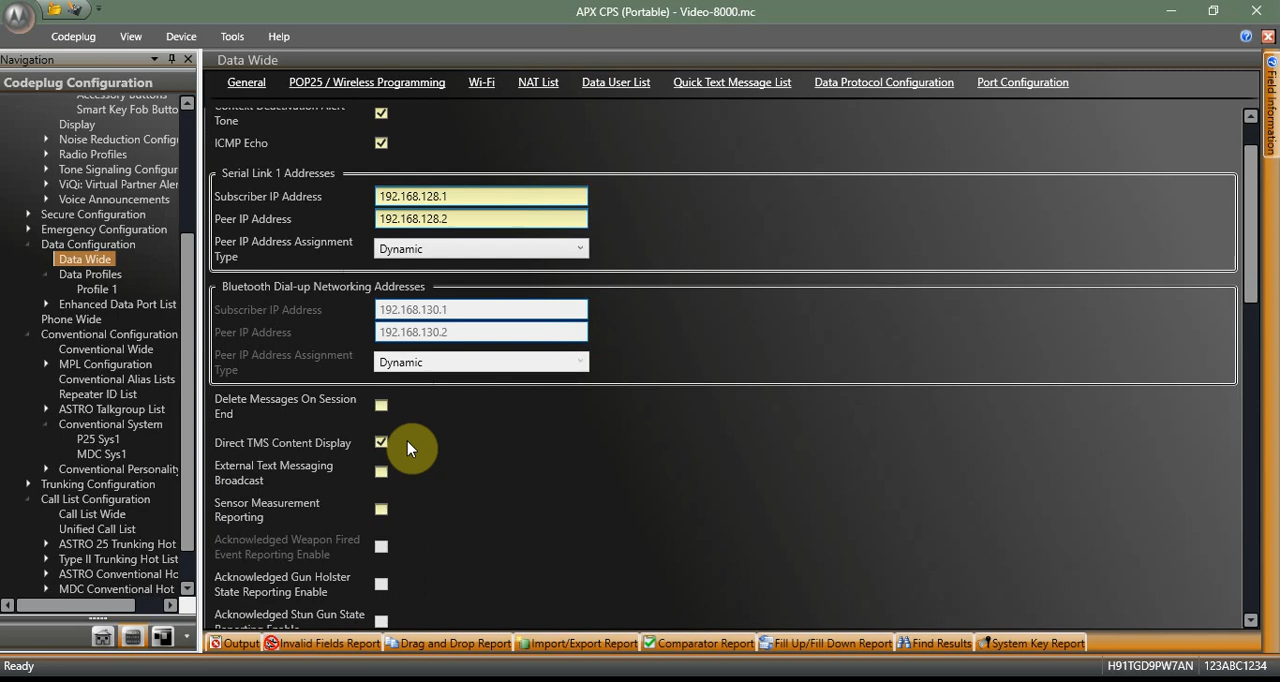 APX CPS (Portable) - Video-8000.mc
Codeplug View Device Tools Help
Navigation
Codeplug Configuration
Accessory Buttons
Smart Key Fob Butto
Display
Noise Reduction Configu
Radio Profiles
Tone Signaling Configur
ViQi: Virtual Partner Aler
Voice Announcements
Secure Configuration
Emergency Configuration
Data Configuration
Data Wide
Data Profiles
Profile 1
Enhanced Data Port List
Phone Wide
Conventional Configuration
Conventional Wide
MPL Configuration
Conventional Alias Lists
Repeater ID List
ASTRO Talkgroup List
Conventional System
P25 Sys1
MDC Sys1
Conventional Personality
Trunking Configuration
Call List Configuration
Call List Wide
Unified Call List
ASTRO 25 Trunking Hot
Type II Trunking Hot List
ASTRO Conventional Ho
MDC Conventional Hot
Data Wide
General POP25 / Wireless Programming Wi-Fi NAT List Data User List Quick Text Message List Data Protocol Configuration Port Configuration
Context Deactivation Alert
Tone
ICMP Echo
Serial Link 1 Addresses
Subscriber IP Address 192.168.128.1
Peer IP Address 192.168.128.2
Peer IP Address Assignment
Type
Dynamic
Bluetooth Dial-up Networking Addresses
Subscriber IP Address 192.168.130.1
Peer IP Address 192.168.130.2
Peer IP Address Assignment
Type
Dynamic
Delete Messages On Session
End
Direct TMS Content Display
External Text Messaging
Broadcast
Sensor Measurement
Reporting
Acknowledged Weapon Fired
Event Reporting Enable
Acknowledged Gun Holster
State Reporting Enable
Acknowledged Stun Gun State
Reporting Enable
Field Information
Output Invalid Fields Report Drag and Drop Report Import/Export Report Comparator Report Fill Up/Fill Down Report Find Results System Key Report
Ready H91TGD9PW7AN 123ABC1234